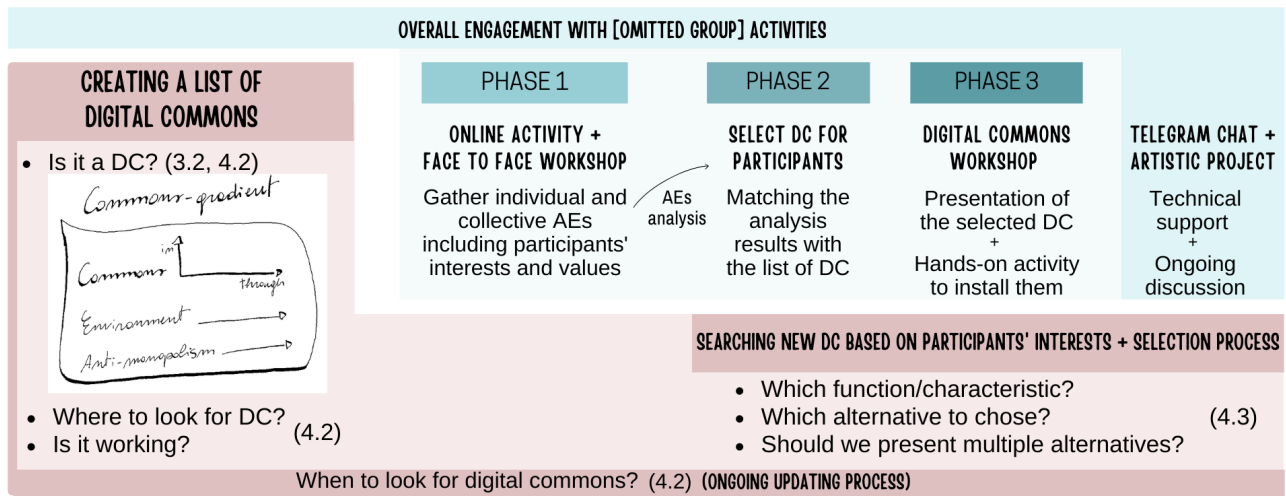 OVERALL ENGAGEMENT WITH [OMITTED GROUP] ACTIVITIES
CREATING A LIST OF
DIGITAL COMMONS
Is it a DC? (3.2, 4.2)
Commons-gradient
in
Commons
through
Environment
Anti-monopolism
Where to look for DC?
Is it working?
(4.2)
PHASE 1
ONLINE ACTIVITY +
FACE TO FACE WORKSHOP
Gather individual and
collective AEs
including participants'
interests and values
AEs
analysis
PHASE 2
SELECT DC FOR
PARTICIPANTS
Matching the
analysis
results with
the list of DC
PHASE 3
DIGITAL COMMONS
WORKSHOP
Presentation of
the selected DC
+
Hands-on activity
to install them
TELEGRAM CHAT +
ARTISTIC PROJECT
Technical
support
+
Ongoing
discussion
SEARCHING NEW DC BASED ON PARTICIPANTS' INTERESTS + SELECTION PROCESS
Which function/characteristic?
Which alternative to chose?
Should we present multiple alternatives?
(4.3)
When to look for digital commons? (4.2) (ONGOING UPDATING PROCESS)